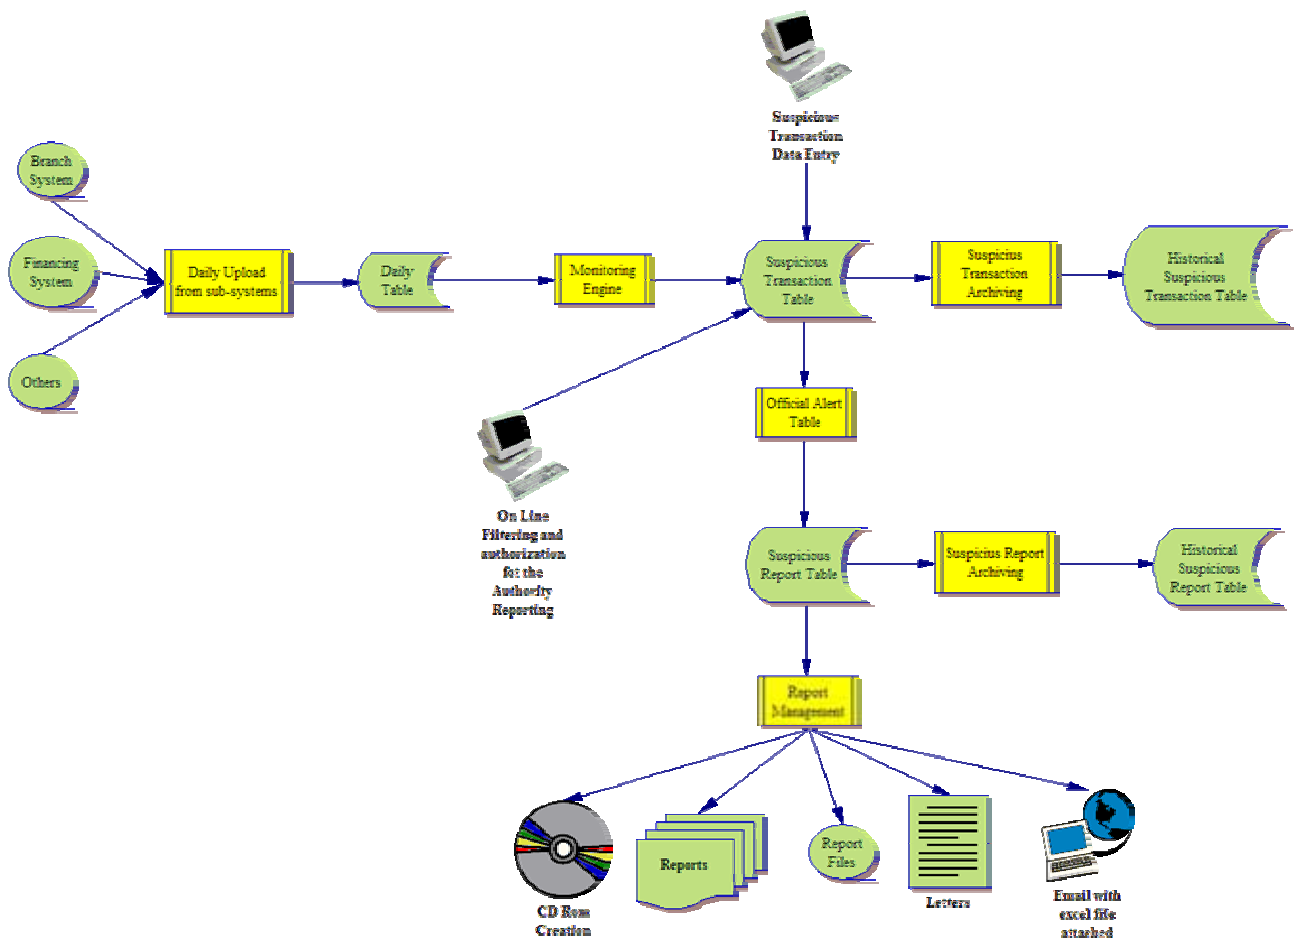 Suspicious
Transaction
Data Entry
Branch
System
Financing
System
Others
Daily Upload
from sub-systems
Daily
Table
Monitoring
Engine
Suspicious
Transaction
Table
Suspicius
Transaction
Archiving
Historical
Suspicious
Transaction Table
Official Alert
Table
On Line
Filtering and
authorization
for the
Authority
Reporting
Suspicious
Report Table
Suspicius Report
Archiving
Historical
Suspicious
Report Table
Report
Management
CD Rom
Creation
Reports
Report
Files
Letters
Email with
excel file
attached